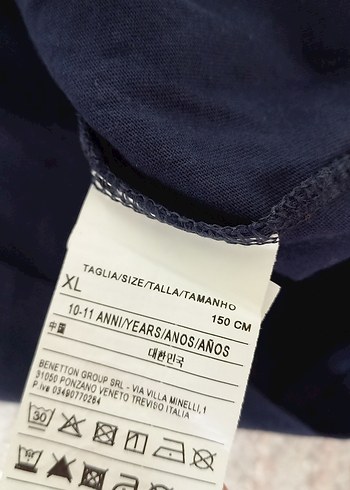 TAGLIA/SIZE/TALLA/TAMANHO
XL
150 CM
10-11 ANNI/YEARS/ANOS/AÑOS
中國
대한민국
BENETTON GROUP SRL - VIA VILLA MINELLI,1
31050 PONZANO VENETO TREVISO ITALIA
P.iva 03490770264
30